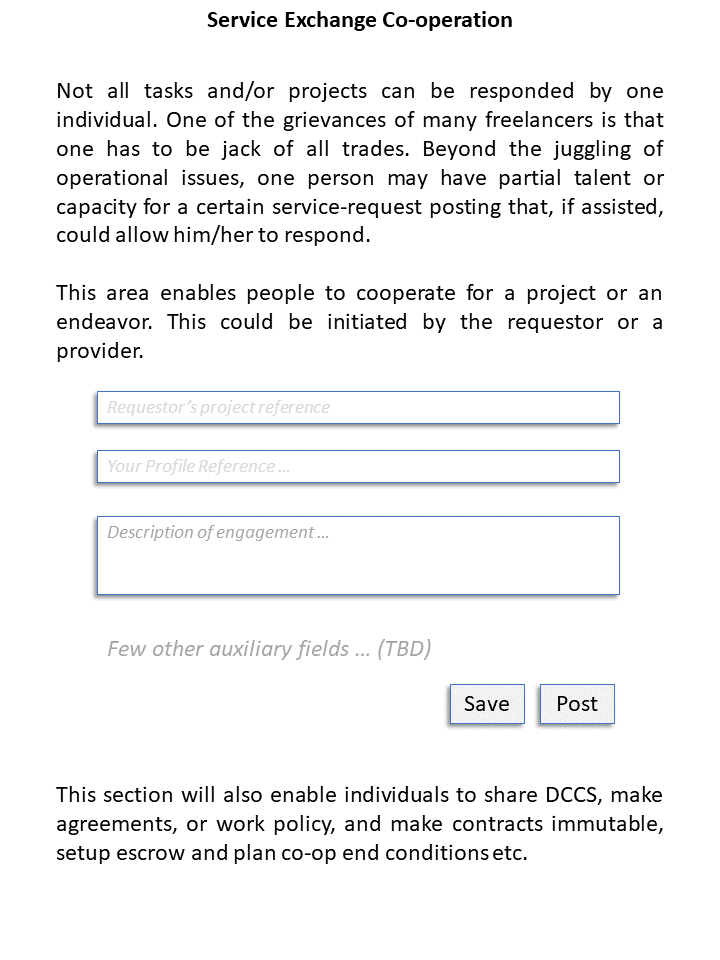 Service Exchange Co-operation
Not all tasks and/or projects can be responded by one
individual. One of the grievances of many freelancers is that
one has to be jack of all trades. Beyond the juggling of
operational issues, one person may have partial talent or
capacity for a certain service-request posting that, if assisted,
could allow him/her to respond.
This area enables people to cooperate for a project or an
endeavor. This could be initiated by the requestor or a
provider.
Requestor’s project reference
Your Profile Reference ...
Description of engagement ...
Few other auxiliary fields ... (TBD)
Save Post
This section will also enable individuals to share DCCS, make
agreements, or work policy, and make contracts immutable,
setup escrow and plan co-op end conditions etc.